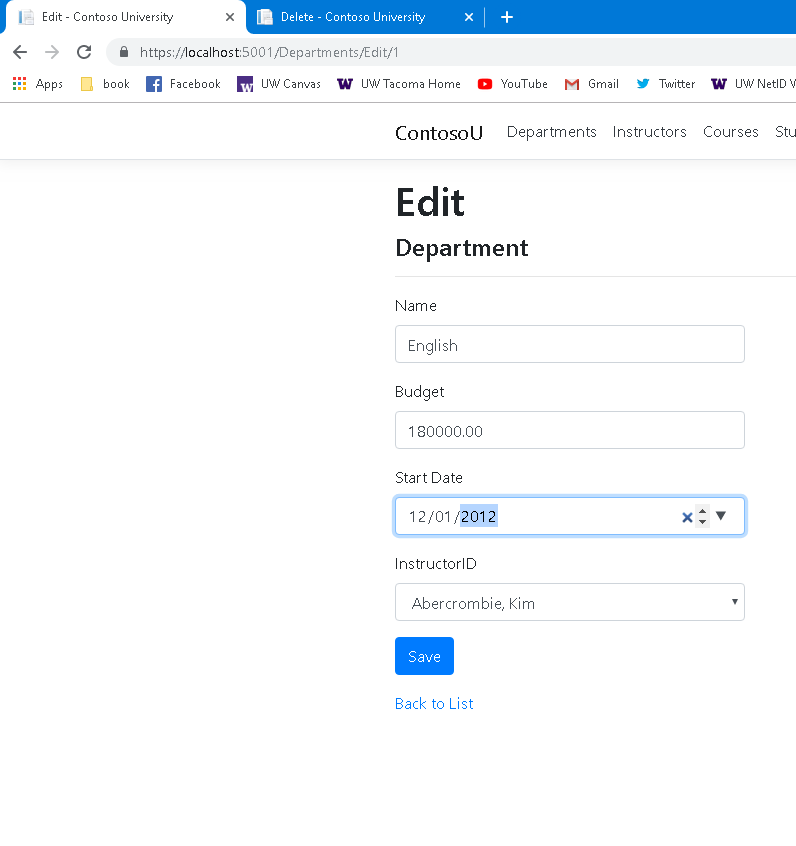 Edit - Contoso University Delete - Contoso University
https://localhost:5001/Departments/Edit/1
Apps book Facebook UW Canvas UW Tacoma Home YouTube Gmail Twitter UW NetID V
ContosoU Departments Instructors Courses Stu
Edit
Department
Name
English
Budget
180000.00
Start Date
12/01/2012
InstructorID
Abercrombie, Kim
Save
Back to List